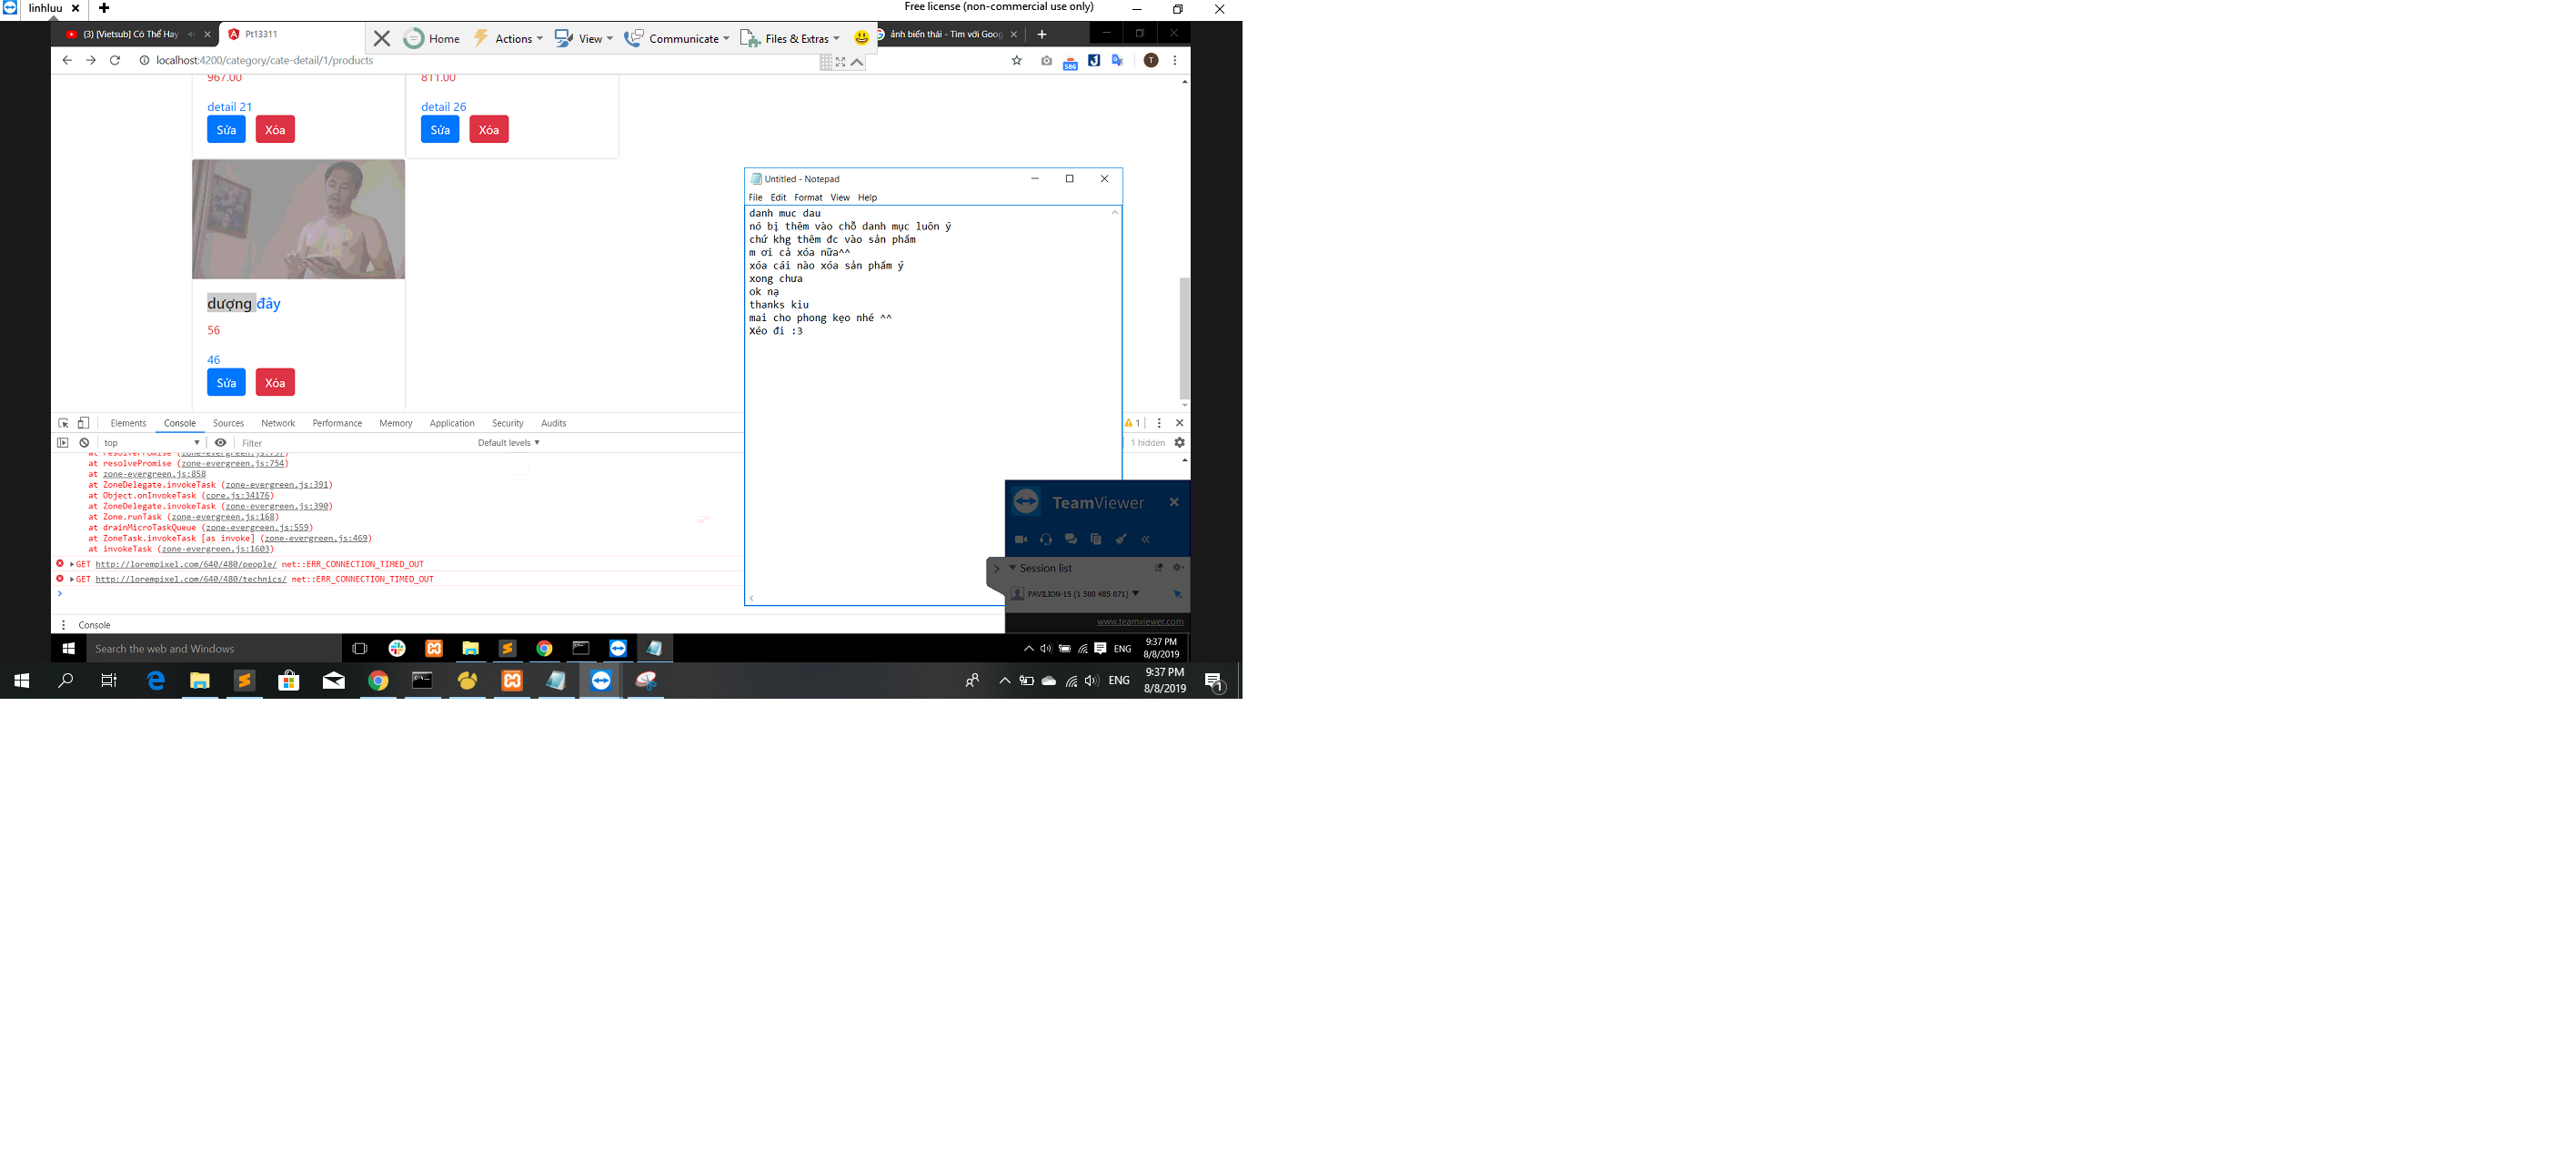 linhluu
Free license (non-commercial use only)
(3) [Vietsub] Có Thể Hay
Pt13311
Home
Actions
View
Communicate
Files & Extras
ảnh biến thái - Tìm với Goog
localhost:4200/category/cate-detail/1/products
586
T
967.00
811.00
detail 21
detail 26
Sửa
Xóa
Sửa
Xóa
dượng đây
56
46
Sửa
Xóa
Untitled - Notepad
File Edit Format View Help
danh muc dau
nó bị thêm vào chỗ danh mục luôn ý
chứ khg thêm đc vào sản phẩm
m ơi cả xóa nữa^^
xóa cái nào xóa sản phẩm ý
xong chưa
ok nạ
thanks kiu
mai cho phong kẹo nhé ^^
Xéo đi :3
Elements Console Sources Network Performance Memory Application Security Audits
1
top
Filter
Default levels
1 hidden
at resolvePromise (zone-evergreen.js:797)
at resolvePromise (zone-evergreen.js:754)
at zone-evergreen.js:858
at ZoneDelegate.invokeTask (zone-evergreen.js:391)
at Object.onInvokeTask (core.js:34176)
at ZoneDelegate.invokeTask (zone-evergreen.js:390)
at Zone.runTask (zone-evergreen.js:168)
at drainMicroTaskQueue (zone-evergreen.js:559)
at ZoneTask.invokeTask [as invoke] (zone-evergreen.js:469)
at invokeTask (zone-evergreen.js:1603)
GET http://lorempixel.com/640/480/people/ net::ERR_CONNECTION_TIMED_OUT
GET http://lorempixel.com/640/480/technics/ net::ERR_CONNECTION_TIMED_OUT
Console
TeamViewer
Session list
PAVILION-15 (1 500 485 071)
www.teamviewer.com
Search the web and Windows
ENG
9:37 PM
8/8/2019
ENG
9:37 PM
8/8/2019
1